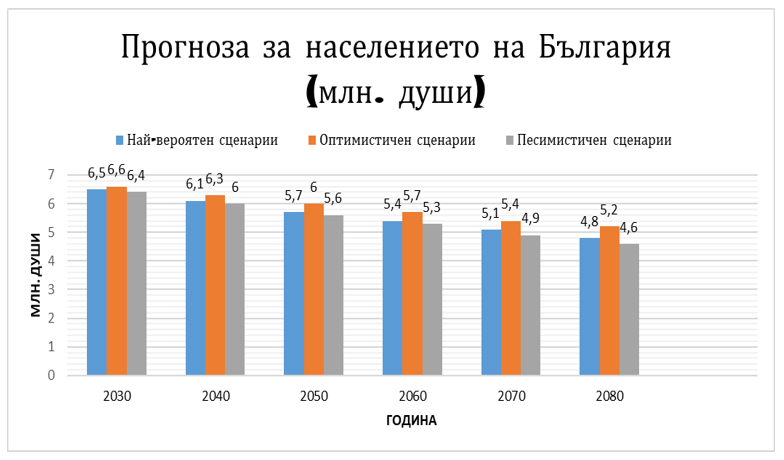 Прогноза за населението на България
(млн. души)
Най-вероятен сценарии Оптимистичен сценарии Песимистичен сценарии
6,5 6,6 6,4 6,1 6,3 6 5,7 6 5,6 5,4 5,7 5,3 5,1 5,4 4,9 4,8 5,2 4,6
7
6
5
4
3
2
1
0
МЛН. ДУШИ
2030 2040 2050 2060 2070 2080
ГОДИНА